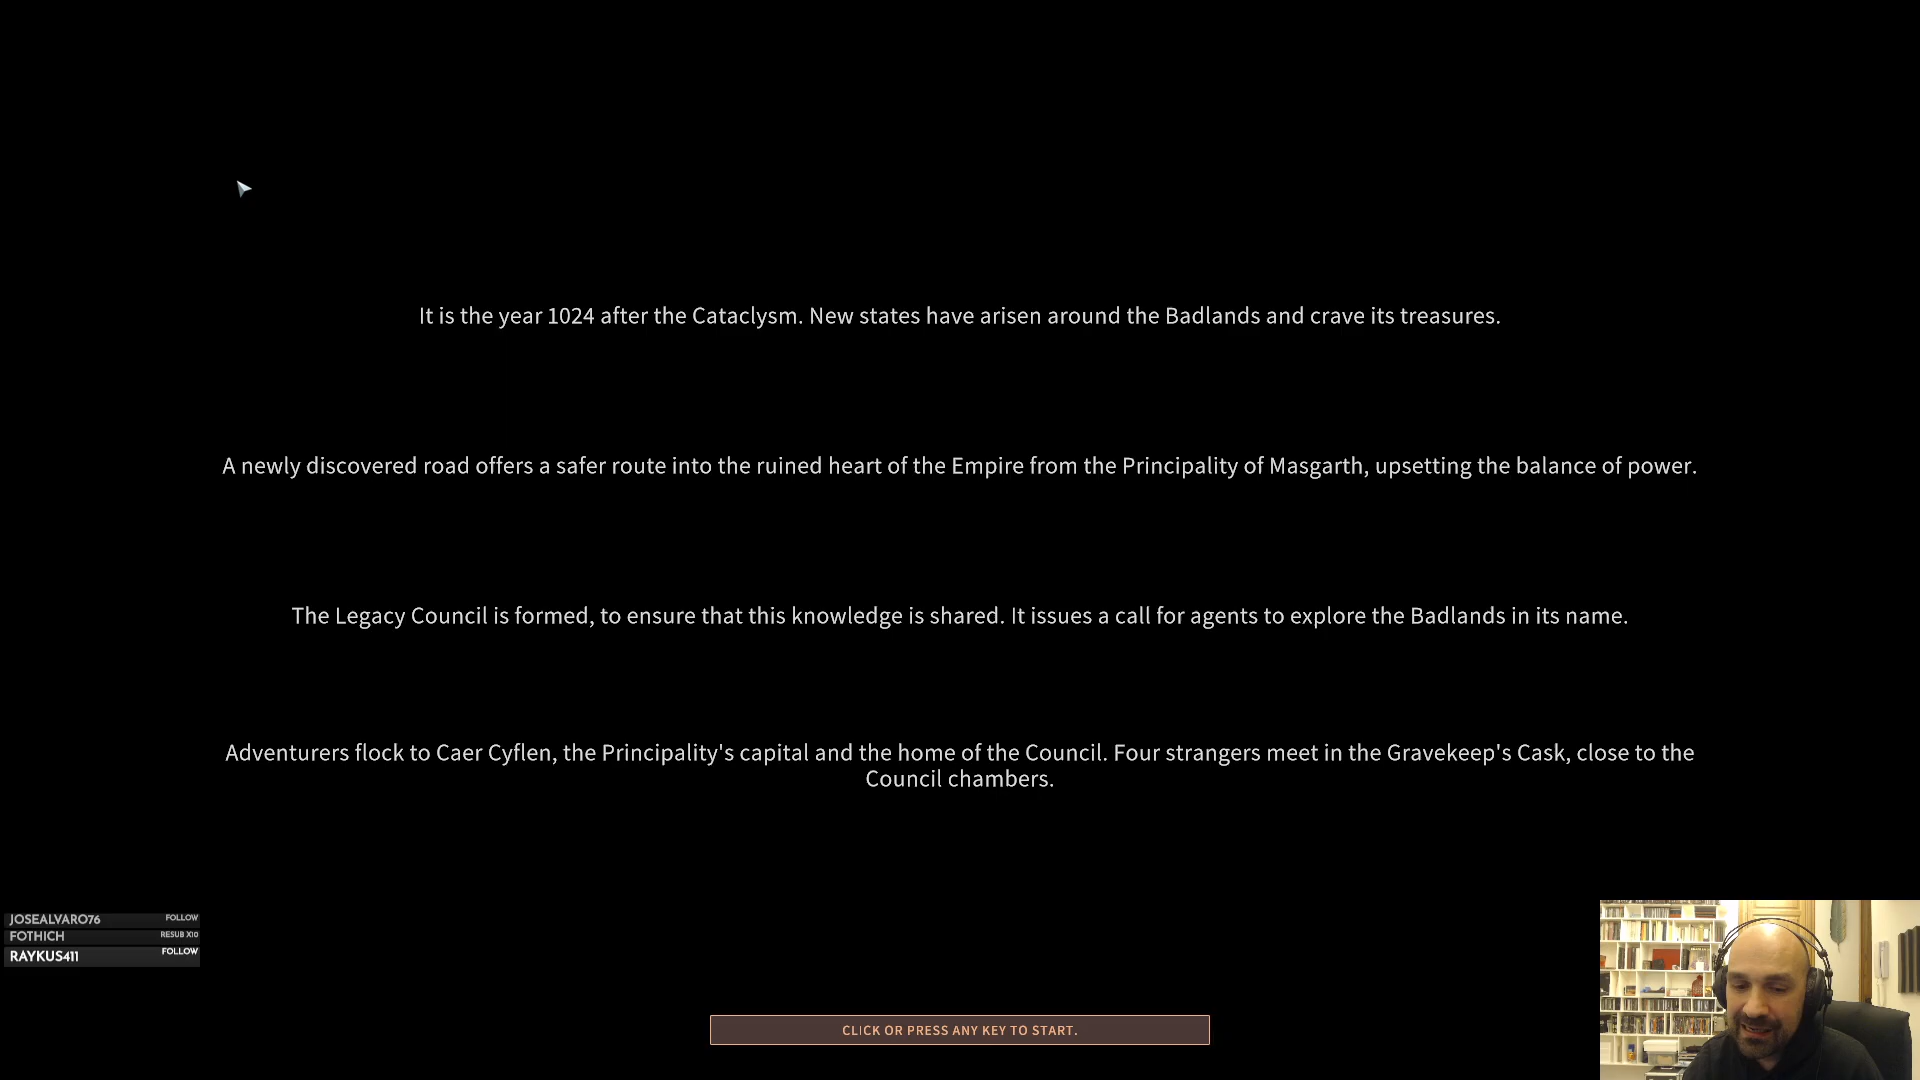 It is the year 1024 after the Cataclysm. New states have arisen around the Badlands and crave its treasures.
A newly discovered road offers a safer route into the ruined heart of the Empire from the Principality of Masgarth, upsetting the balance of power.
The Legacy Council is formed, to ensure that this knowledge is shared. It issues a call for agents to explore the Badlands in its name.
Adventurers flock to Caer Cyflen, the Principality's capital and the home of the Council. Four strangers meet in the Gravekeep's Cask, close to the
Council chambers.
JOSEALVARO76 FOLLOW
FOTHICH RESUB X10
RAYKUS411 FOLLOW
CLICK OR PRESS ANY KEY TO START.